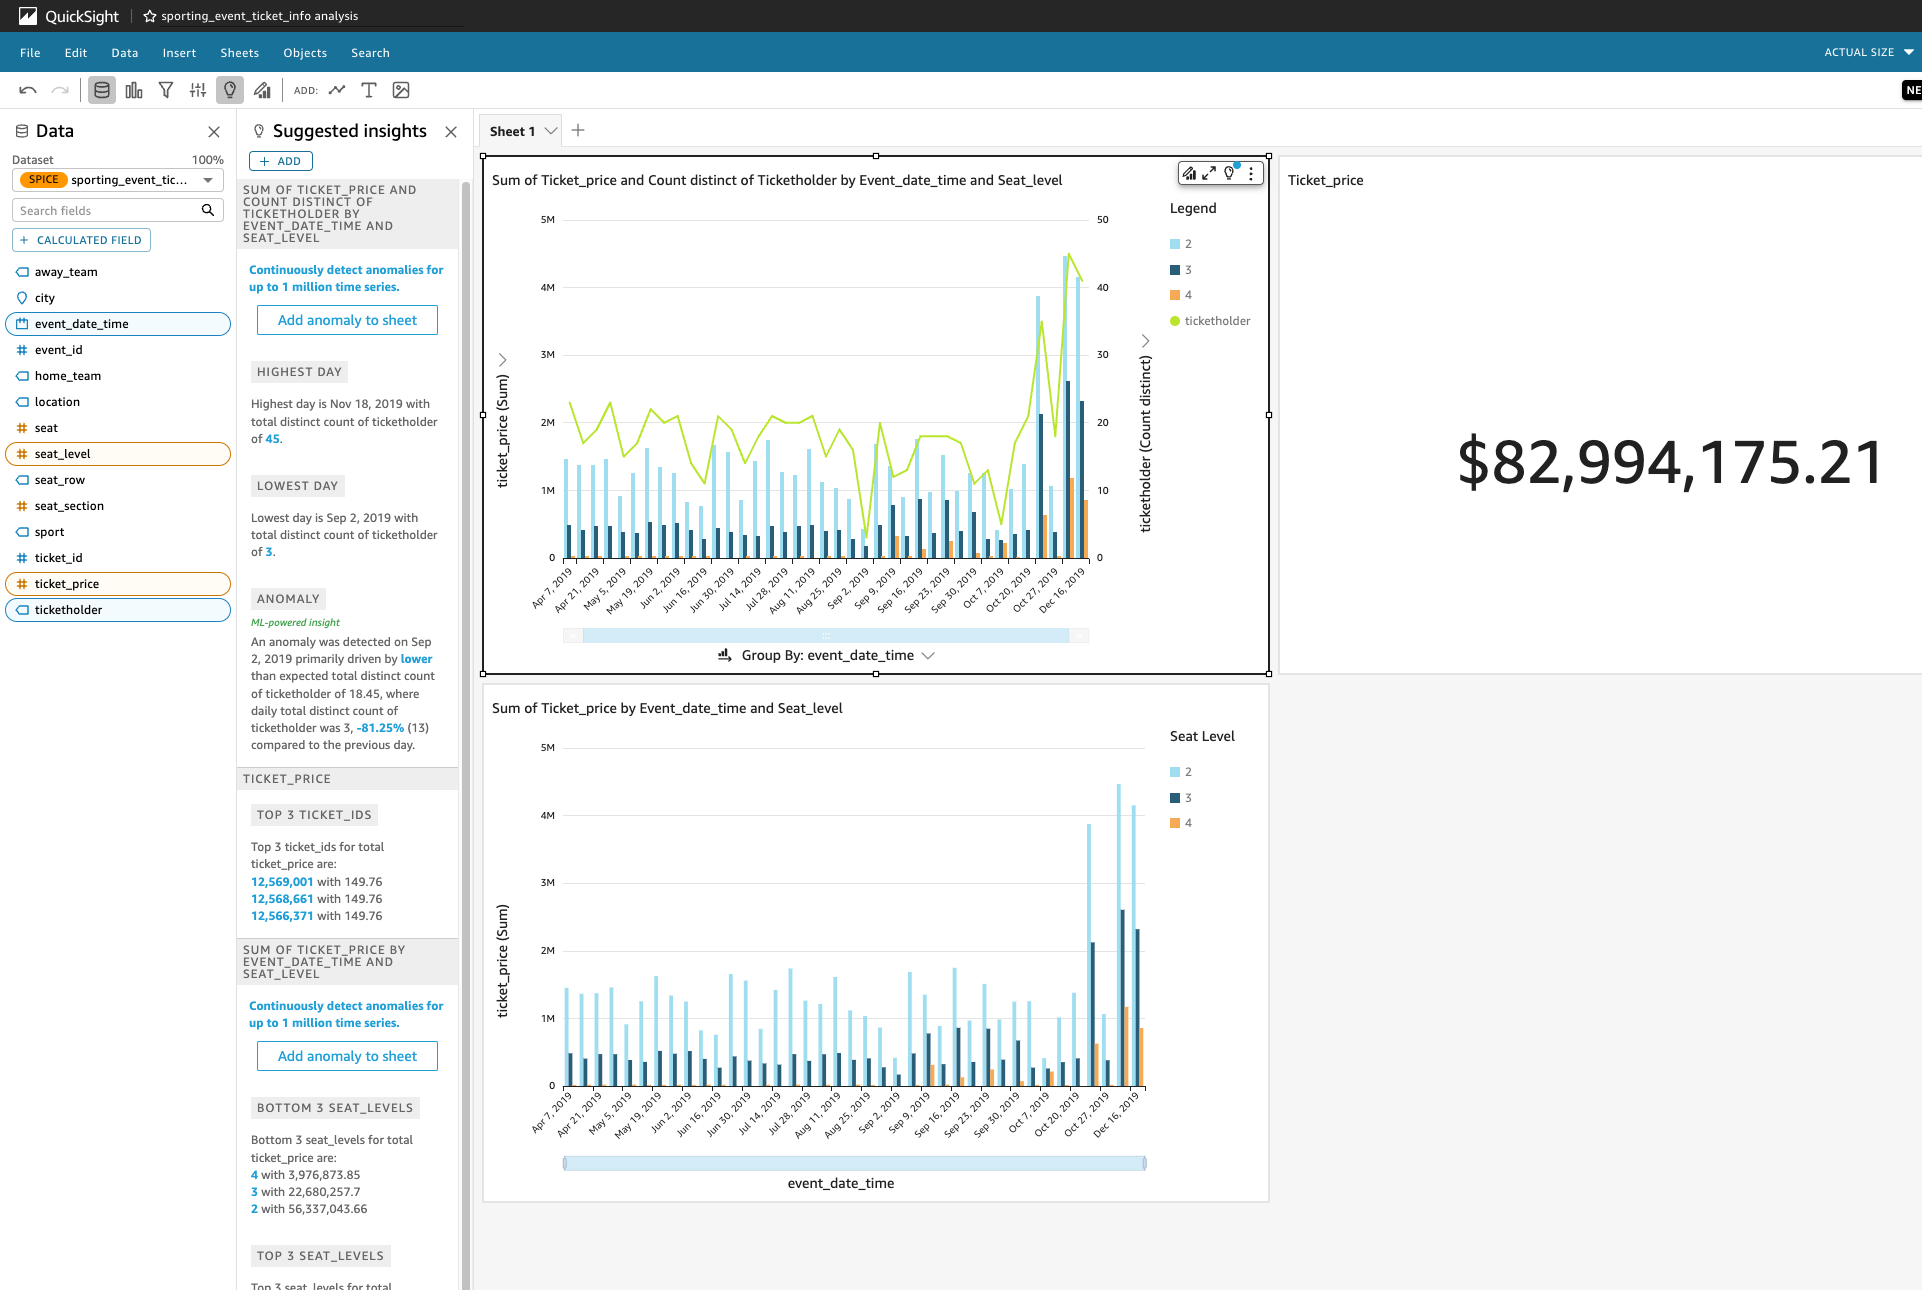 QuickSight
sporting_event_ticket_info analysis
File Edit Data Insert Sheets Objects Search
ACTUAL SIZE
ADD:
NE
Data
Dataset 100%
SPICE sporting_event_tic...
Search fields
+ CALCULATED FIELD
away_team
city
event_date_time
event_id
home_team
location
seat
seat_level
seat_row
seat_section
sport
ticket_id
ticket_price
ticketholder
Suggested insights
+ ADD
SUM OF TICKET_PRICE AND
COUNT DISTINCT OF
TICKETHOLDER BY
EVENT_DATE_TIME AND
SEAT_LEVEL
Continuously detect anomalies for
up to 1 million time series.
Add anomaly to sheet
HIGHEST DAY
Highest day is Nov 18, 2019 with
total distinct count of ticketholder
of 45.
LOWEST DAY
Lowest day is Sep 2, 2019 with
total distinct count of ticketholder
of 3.
ANOMALY
ML-powered insight
An anomaly was detected on Sep
2, 2019 primarily driven by lower
than expected total distinct count
of ticketholder of 18.45, where
daily total distinct count of
ticketholder was 3, -81.25% (13)
compared to the previous day.
TICKET_PRICE
TOP 3 TICKET_IDS
Top 3 ticket_ids for total
ticket_price are:
12,569,001 with 149.76
12,568,661 with 149.76
12,566,371 with 149.76
SUM OF TICKET_PRICE BY
EVENT_DATE_TIME AND
SEAT_LEVEL
Continuously detect anomalies for
up to 1 million time series.
Add anomaly to sheet
BOTTOM 3 SEAT_LEVELS
Bottom 3 seat_levels for total
ticket_price are:
4 with 3,976,873.85
3 with 22,680,257.7
2 with 56,337,043.66
TOP 3 SEAT_LEVELS
Top 3 seat_levels for total
Sheet 1
Sum of Ticket_price and Count distinct of Ticketholder by Event_date_time and Seat_level
ticket_price (Sum)
5M
4M
3M
2M
1M
0
50
40
30
20
10
0
ticketholder (Count distinct)
Apr 7, 2019
Apr 21, 2019
May 5, 2019
May 19, 2019
Jun 2, 2019
Jun 16, 2019
Jun 30, 2019
Jul 14, 2019
Jul 28, 2019
Aug 11, 2019
Aug 25, 2019
Sep 2, 2019
Sep 9, 2019
Sep 16, 2019
Sep 23, 2019
Sep 30, 2019
Oct 7, 2019
Oct 20, 2019
Oct 27, 2019
Dec 16, 2019
Group By: event_date_time
Legend
2
3
4
ticketholder
Ticket_price
$82,994,175.21
Sum of Ticket_price by Event_date_time and Seat_level
ticket_price (Sum)
5M
4M
3M
2M
1M
0
Apr 7, 2019
Apr 21, 2019
May 5, 2019
May 19, 2019
Jun 2, 2019
Jun 16, 2019
Jun 30, 2019
Jul 14, 2019
Jul 28, 2019
Aug 11, 2019
Aug 25, 2019
Sep 2, 2019
Sep 9, 2019
Sep 16, 2019
Sep 23, 2019
Sep 30, 2019
Oct 7, 2019
Oct 20, 2019
Oct 27, 2019
Dec 16, 2019
event_date_time
Seat Level
2
3
4